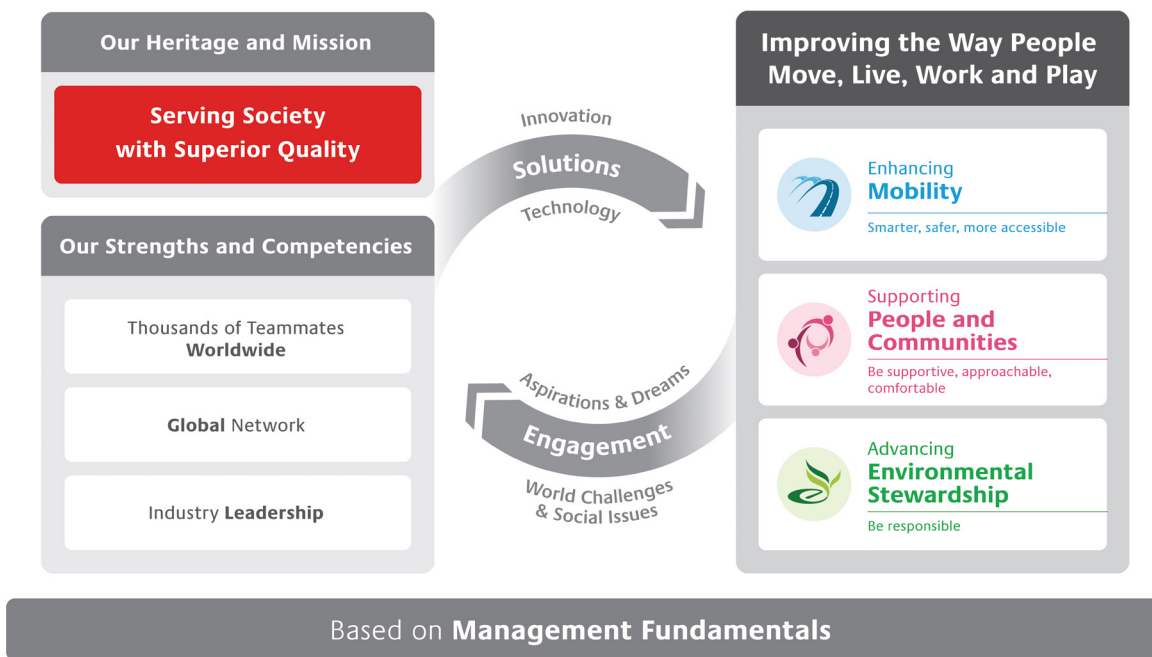 Our Heritage and Mission
Serving Society
with Superior Quality
Our Strengths and Competencies
Thousands of Teammates
Worldwide
Global Network
Industry Leadership
Innovation
Solutions
Technology
Aspirations & Dreams
Engagement
World Challenges
& Social Issues
Improving the Way People
Move, Live, Work and Play
Enhancing
Mobility
Smarter, safer, more accessible
Supporting
People and
Communities
Be supportive, approachable,
comfortable
Advancing
Environmental
Stewardship
Be responsible
Based on Management Fundamentals